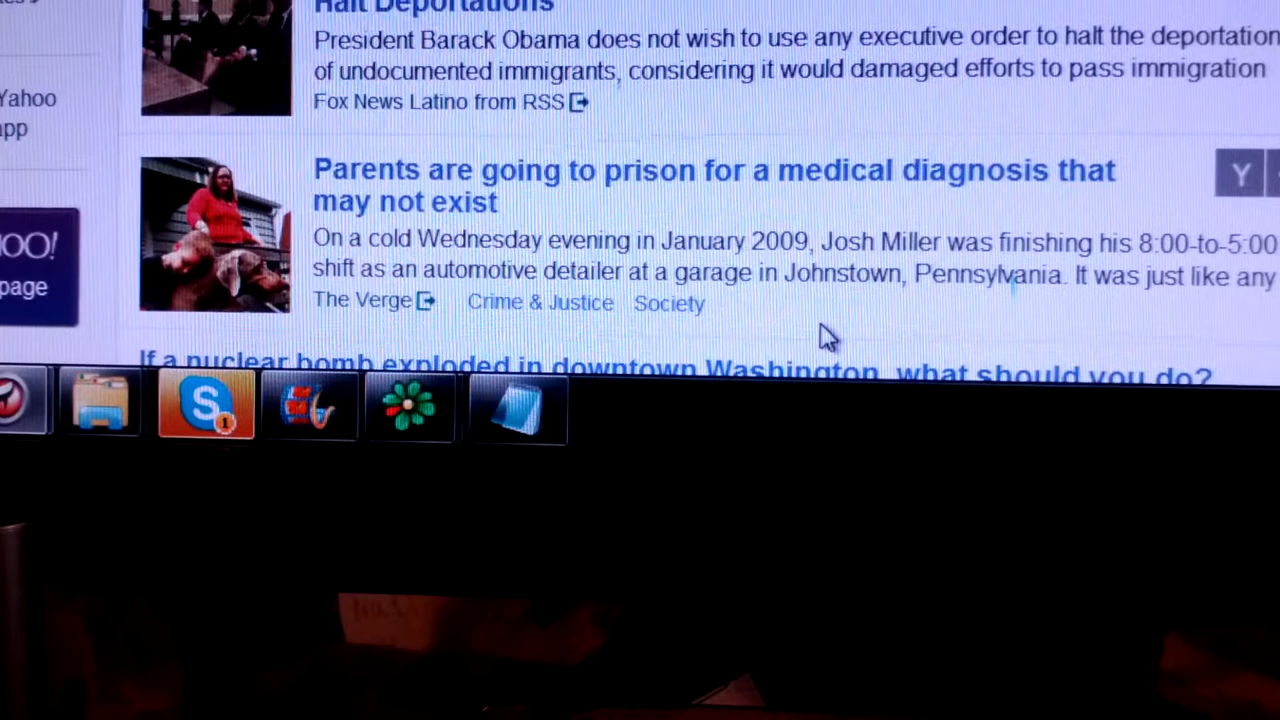 Halt Deportations
President Barack Obama does not wish to use any executive order to halt the deportation
of undocumented immigrants, considering it would damaged efforts to pass immigration
Fox News Latino from RSS
Yahoo
app
Parents are going to prison for a medical diagnosis that
may not exist
Y
On a cold Wednesday evening in January 2009, Josh Miller was finishing his 8:00-to-5:00
shift as an automotive detailer at a garage in Johnstown, Pennsylvania. It was just like any
The Verge Crime & Justice Society
OO!
page
If a nuclear bomb exploded in downtown Washington, what should you do?
S
1